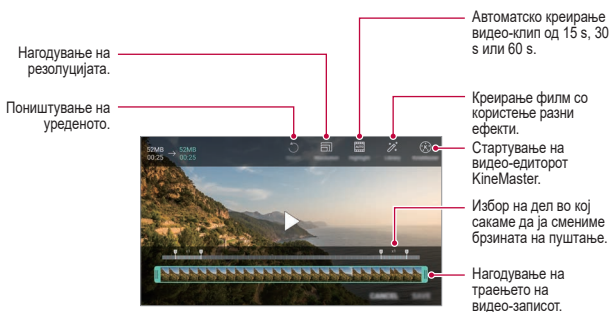 Автоматско креирање
видео-клип од 15 s, 30
s или 60 s.
Нагодување на
резолуцијата.
Креирање филм со
користење разни
ефекти.
Поништување на
уреденото.
Стартување на
видео-едиторот
KineMaster.
52MB → 52MB
00:25 00:25
Избор на дел во кој
сакаме да ја смениме
брзината на пуштање.
Нагодување на
траењето на
видео-записот.
CANCEL SAVE